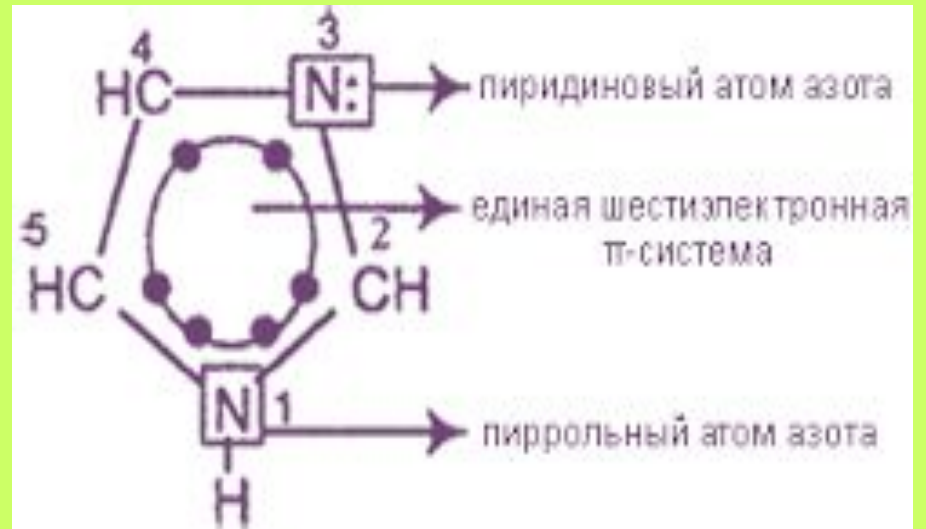 4 3
HC N: пиридиновый атом азота
единая шестиэлектронная
π-система
5 2
HC CH
N 1 пиррольный атом азота
H